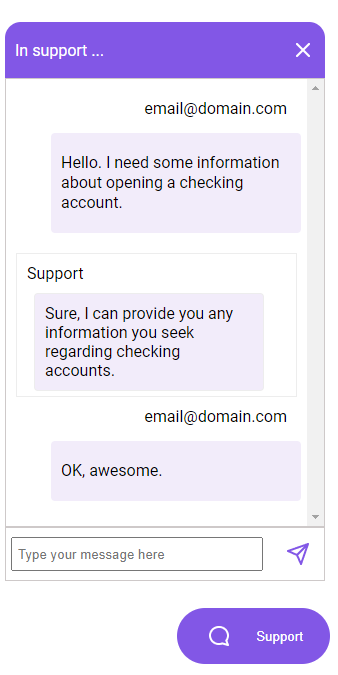 In support ...
email@domain.com
Hello. I need some information
about opening a checking
account.
Support
Sure, I can provide you any
information you seek
regarding checking
accounts.
email@domain.com
OK, awesome.
Type your message here
Support